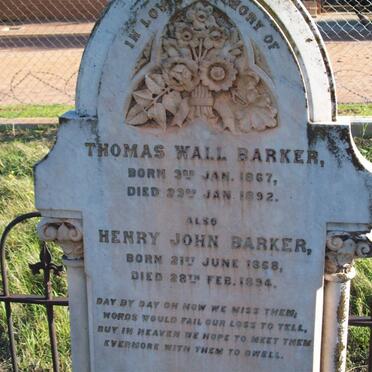 IN LOVING MEMORY OF
THOMAS WALL BARKER,
BORN 3RD JAN. 1867,
DIED 23RD JAN. 1892.
ALSO
HENRY JOHN BARKER,
BORN 21ST JUNE 1868,
DIED 28TH FEB. 1894.
DAY BY DAY OH HOW WE MISS THEM;
WORDS WOULD FAIL OUR LOSS TO TELL,
BUT IN HEAVEN WE HOPE TO MEET THEM
EVERMORE WITH THEM TO DWELL.